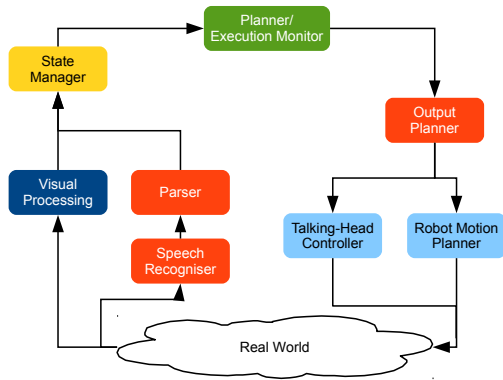 Planner/
Execution Monitor
State
Manager
Output
Planner
Visual
Processing
Parser
Talking-Head
Controller
Robot Motion
Planner
Speech
Recogniser
Real World